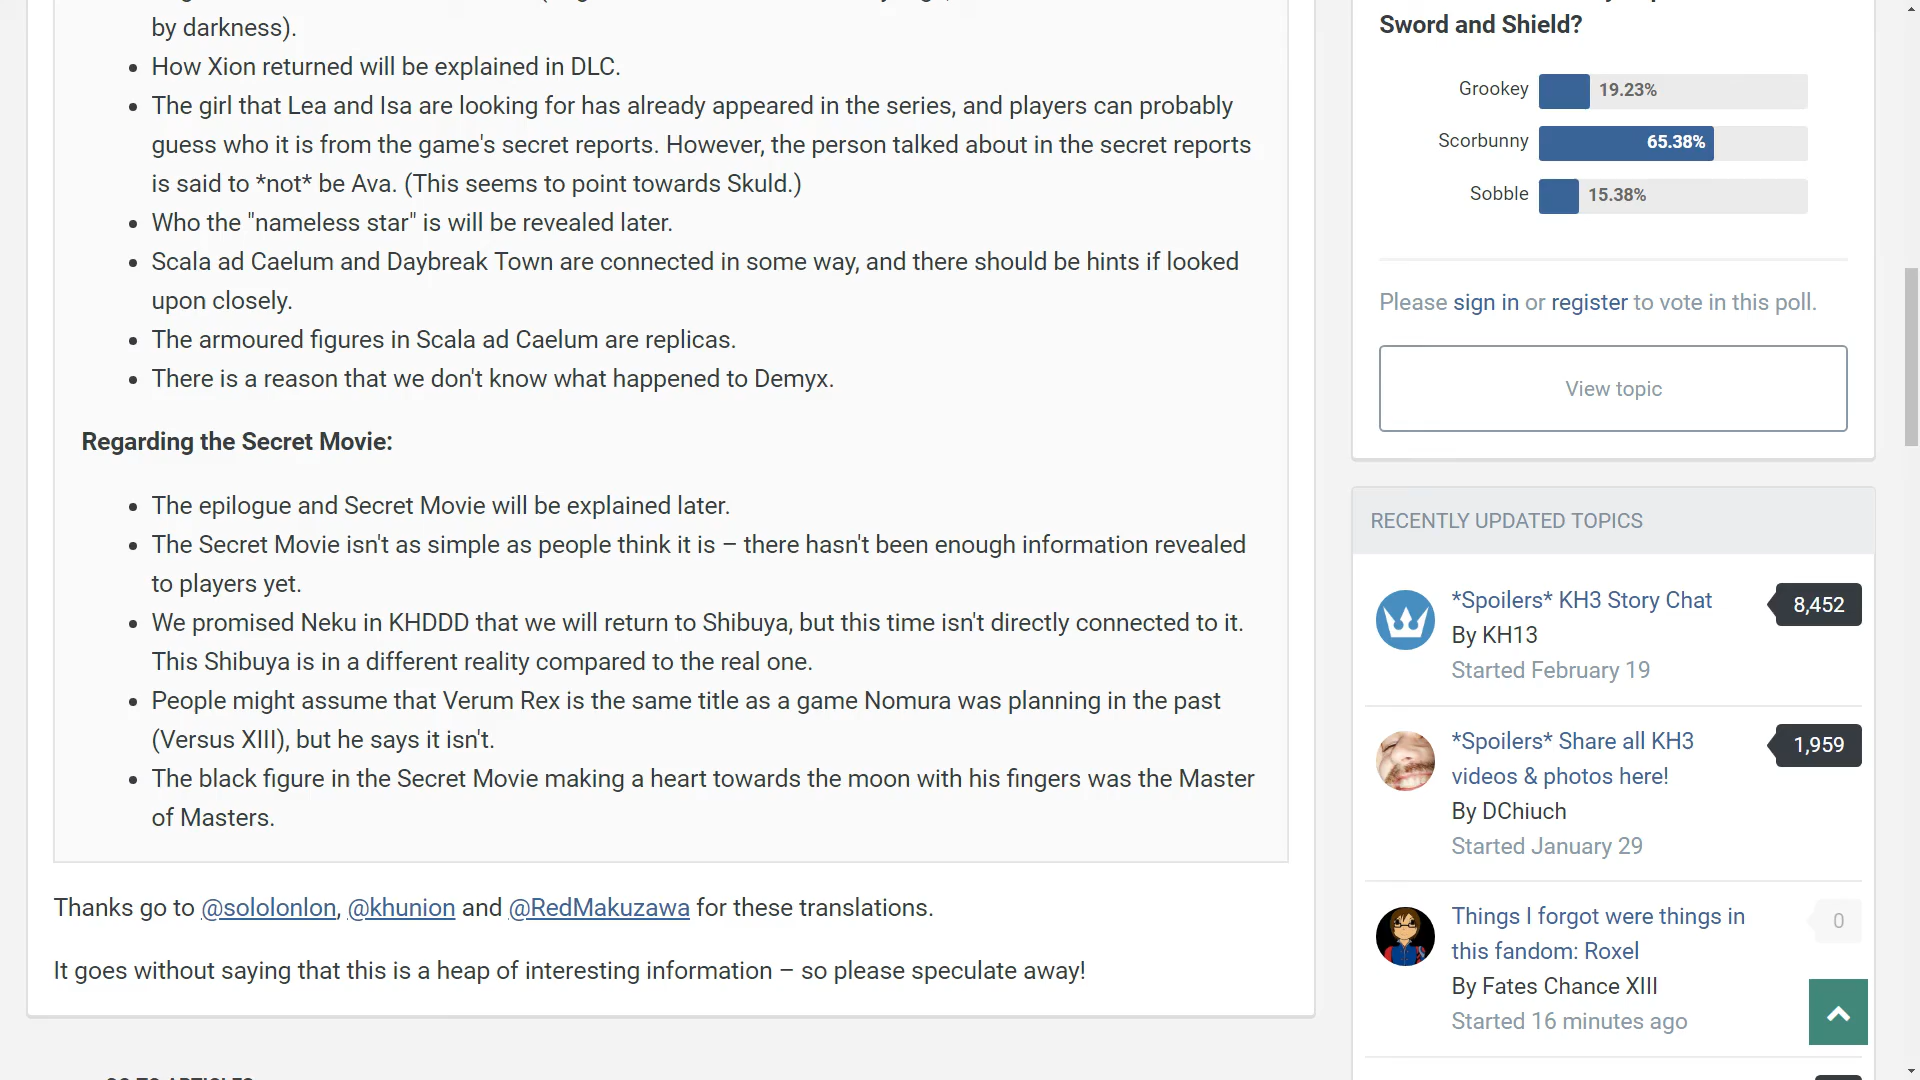 by darkness).
• How Xion returned will be explained in DLC.
• The girl that Lea and Isa are looking for has already appeared in the series, and players can probably
guess who it is from the game's secret reports. However, the person talked about in the secret reports
is said to *not* be Ava. (This seems to point towards Skuld.)
• Who the "nameless star" is will be revealed later.
• Scala ad Caelum and Daybreak Town are connected in some way, and there should be hints if looked
upon closely.
• The armoured figures in Scala ad Caelum are replicas.
• There is a reason that we don't know what happened to Demyx.
Regarding the Secret Movie:
• The epilogue and Secret Movie will be explained later.
• The Secret Movie isn't as simple as people think it is – there hasn't been enough information revealed
to players yet.
• We promised Neku in KHDDD that we will return to Shibuya, but this time isn't directly connected to it.
This Shibuya is in a different reality compared to the real one.
• People might assume that Verum Rex is the same title as a game Nomura was planning in the past
(Versus XIII), but he says it isn't.
• The black figure in the Secret Movie making a heart towards the moon with his fingers was the Master
of Masters.
Thanks go to @sololonlon, @khunion and @RedMakuzawa for these translations.
It goes without saying that this is a heap of interesting information – so please speculate away!
Sword and Shield?
Grookey 19.23%
Scorbunny 65.38%
Sobble 15.38%
Please sign in or register to vote in this poll.
View topic
RECENTLY UPDATED TOPICS
*Spoilers* KH3 Story Chat 8,452
By KH13
Started February 19
*Spoilers* Share all KH3 1,959
videos & photos here!
By DChiuch
Started January 29
Things I forgot were things in 0
this fandom: Roxel
By Fates Chance XIII
Started 16 minutes ago